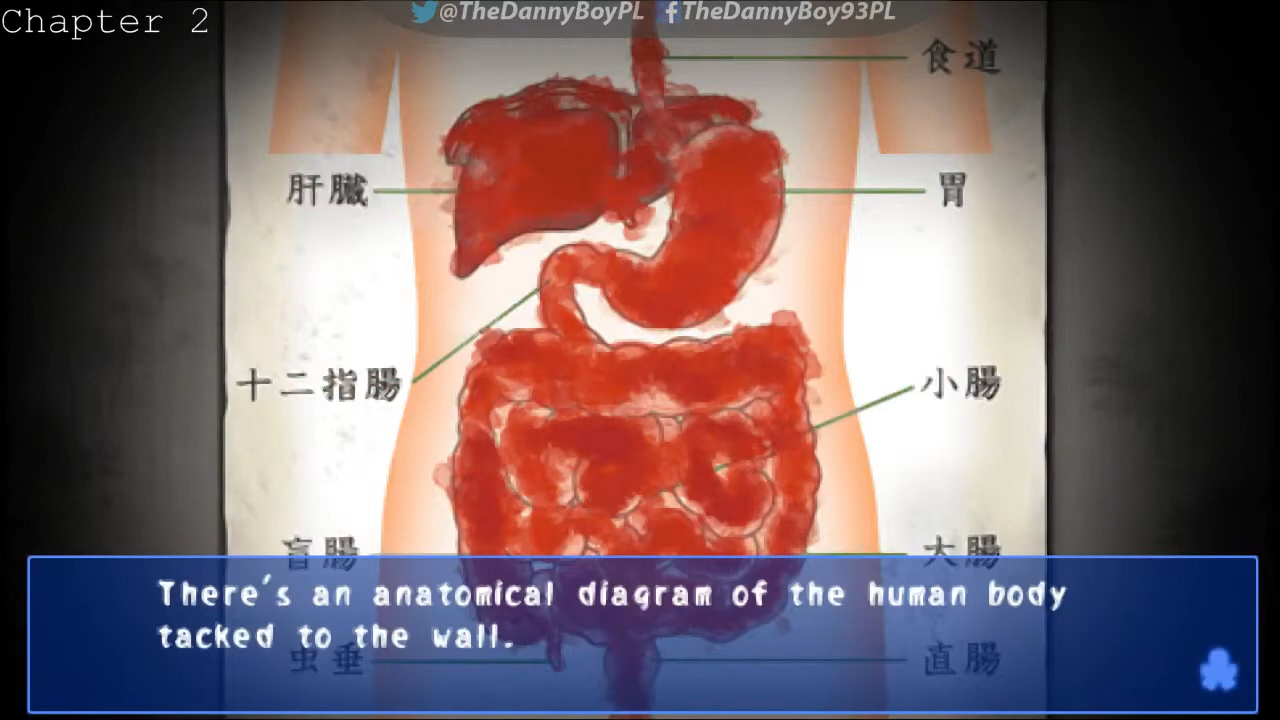 Chapter 2
@TheDannyBoyPL
TheDannyBoy93PL
食道
肝臓
胃
十二指腸
小腸
盲腸
大腸
There's an anatomical diagram of the human body
tacked to the wall.
虫垂
直腸